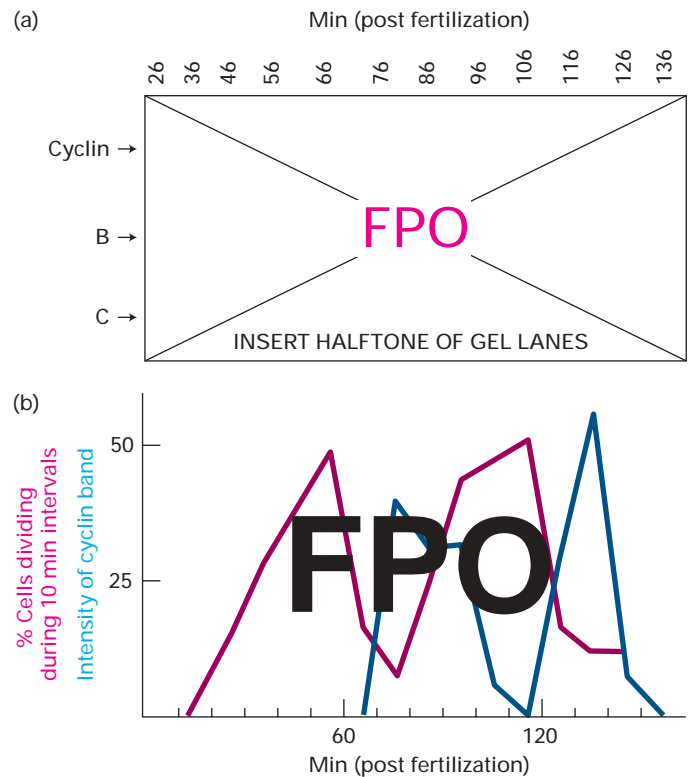 (a)
Min (post fertilization)
26 36 46 56 66 76 86 96 106 116 126 136
Cyclin →
B →
C →
FPO
INSERT HALFTONE OF GEL LANES
(b)
% Cells dividing
during 10 min intervals
Intensity of cyclin band
50
25
FPO
60 120
Min (post fertilization)